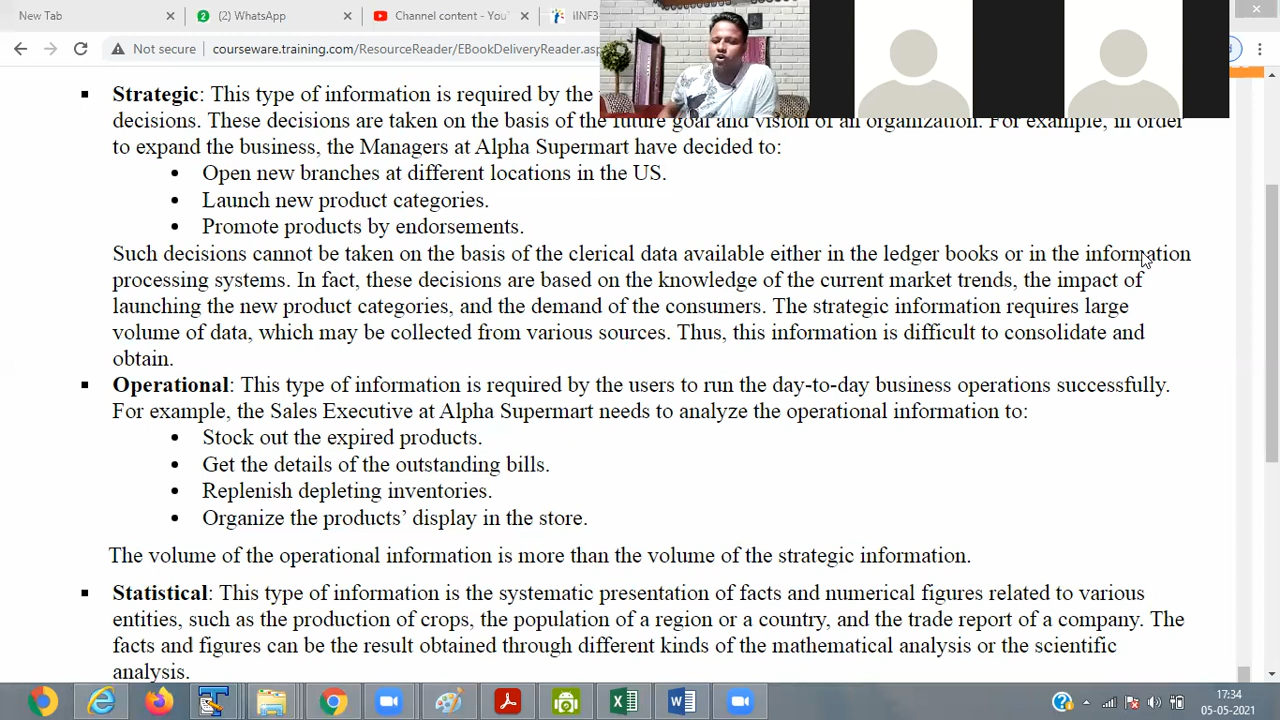 New Tab
(2) WhatsApp
Channel content - You
iINF3
Not secure
courseware.tniming.com/ResourceReader/EBookDeliveryReader.asp
Strategic: This type of information is required by the
decisions. These decisions are taken on the basis of the future goal and vision of an organization. For example, in order
to expand the business, the Managers at Alpha Supermart have decided to:
Open new branches at different locations in the US.
Launch new product categories.
Promote products by endorsements.
Such decisions cannot be taken on the basis of the clerical data available either in the ledger books or in the information
processing systems. In fact, these decisions are based on the knowledge of the current market trends, the impact of
launching the new product categories, and the demand of the consumers. The strategic information requires large
volume of data, which may be collected from various sources. Thus, this information is difficult to consolidate and
obtain.
Operational: This type of information is required by the users to run the day-to-day business operations successfully.
For example, the Sales Executive at Alpha Supermart needs to analyze the operational information to:
Stock out the expired products.
Get the details of the outstanding bills.
Replenish depleting inventories.
Organize the products’ display in the store.
The volume of the operational information is more than the volume of the strategic information.
Statistical: This type of information is the systematic presentation of facts and numerical figures related to various
entities, such as the production of crops, the population of a region or a country, and the trade report of a company. The
facts and figures can be the result obtained through different kinds of the mathematical analysis or the scientific
analysis.
17:34
05-05-2021